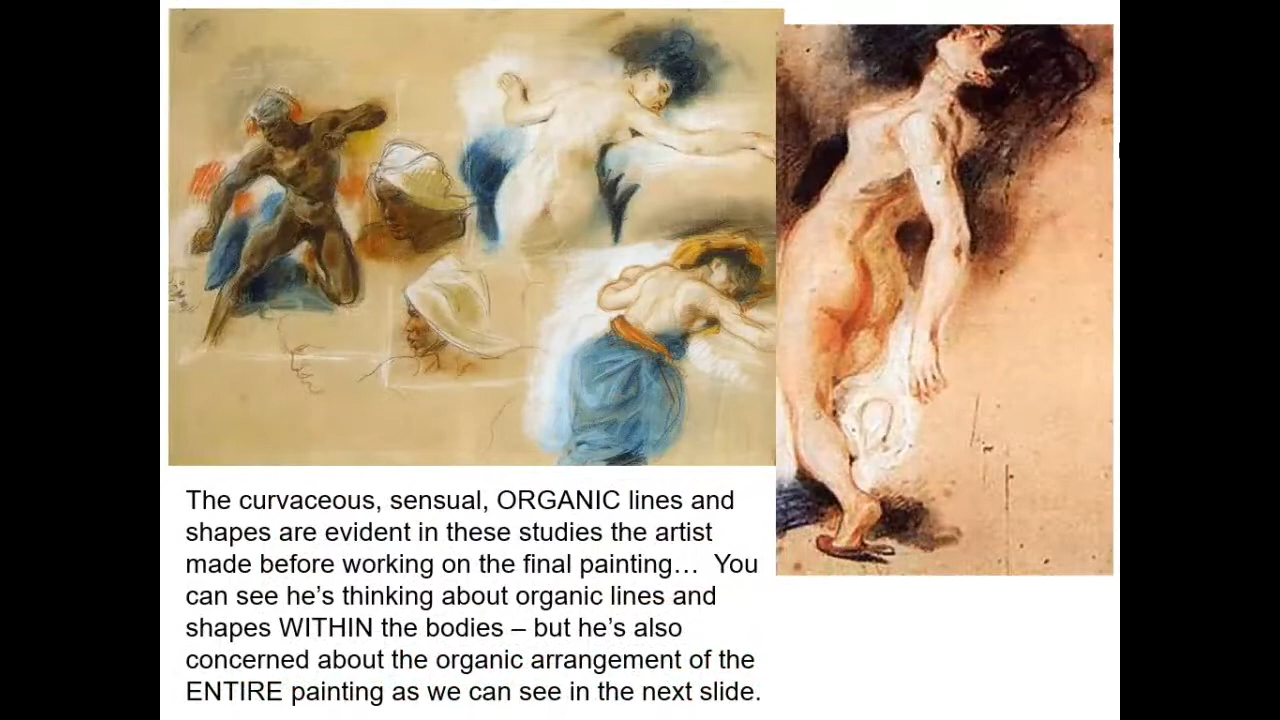 The curvaceous, sensual, ORGANIC lines and
shapes are evident in these studies the artist
made before working on the final painting…  You
can see he’s thinking about organic lines and
shapes WITHIN the bodies – but he’s also
concerned about the organic arrangement of the
ENTIRE painting as we can see in the next slide.